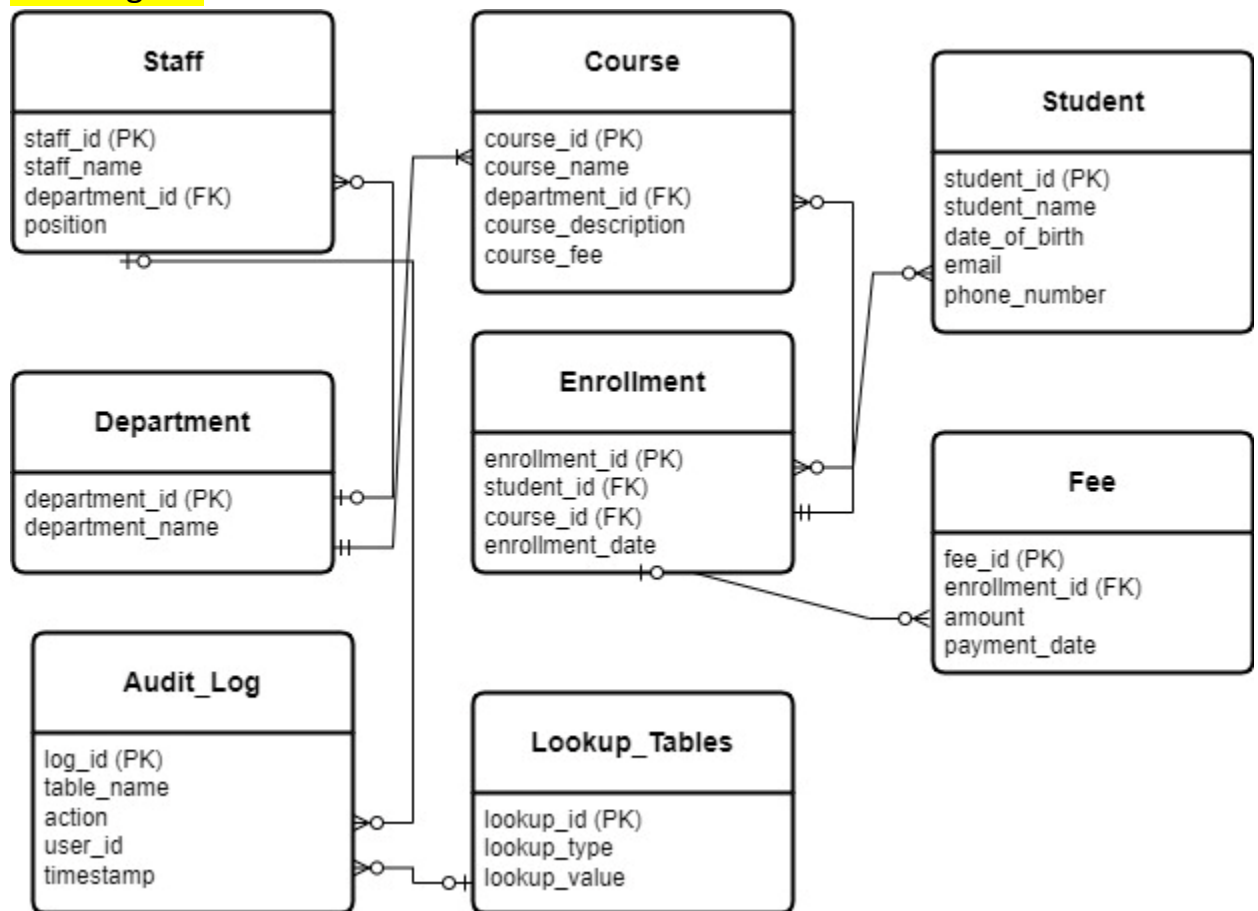 Staff
staff_id (PK)
staff_name
department_id (FK)
position
Course
course_id (PK)
course_name
department_id (FK)
course_description
course_fee
Student
student_id (PK)
student_name
date_of_birth
email
phone_number
Department
department_id (PK)
department_name
Enrollment
enrollment_id (PK)
student_id (FK)
course_id (FK)
enrollment_date
Fee
fee_id (PK)
enrollment_id (FK)
amount
payment_date
Audit_Log
log_id (PK)
table_name
action
user_id
timestamp
Lookup_Tables
lookup_id (PK)
lookup_type
lookup_value